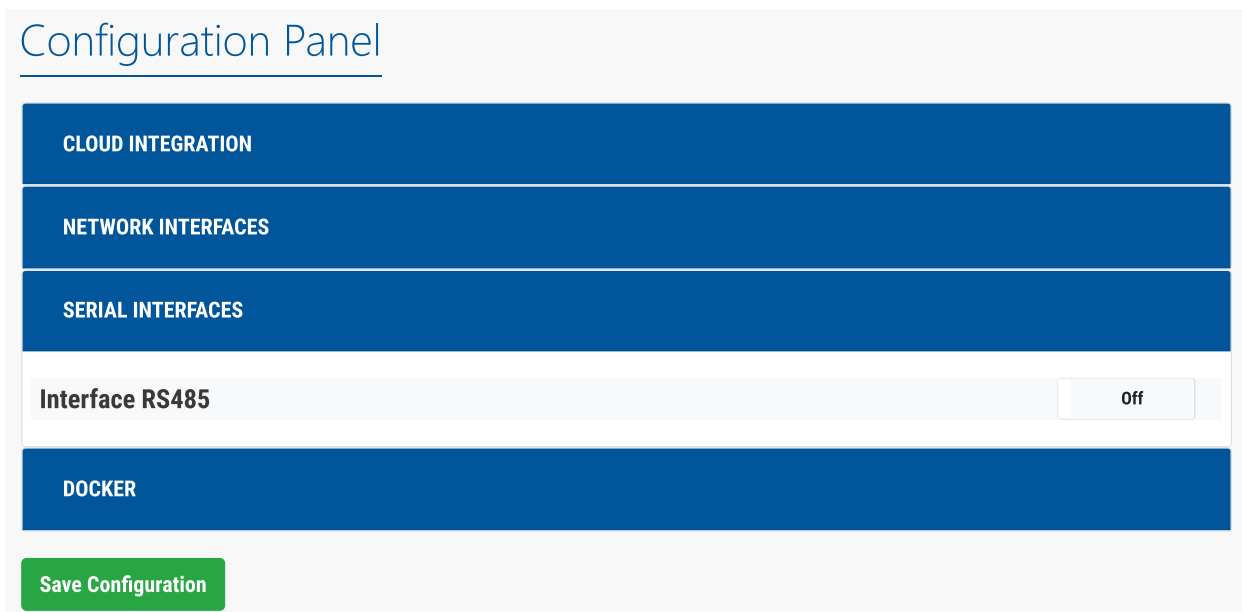 Configuration Panel
CLOUD INTEGRATION
NETWORK INTERFACES
SERIAL INTERFACES
Interface RS485 Off
DOCKER
Save Configuration